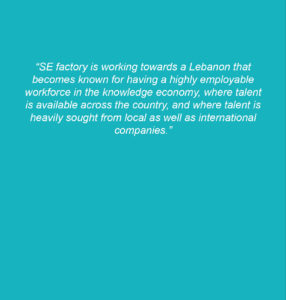 “SE factory is working towards a Lebanon that
becomes known for having a highly employable
workforce in the knowledge economy, where talent
is available across the country, and where talent is
heavily sought from local as well as international
companies.”